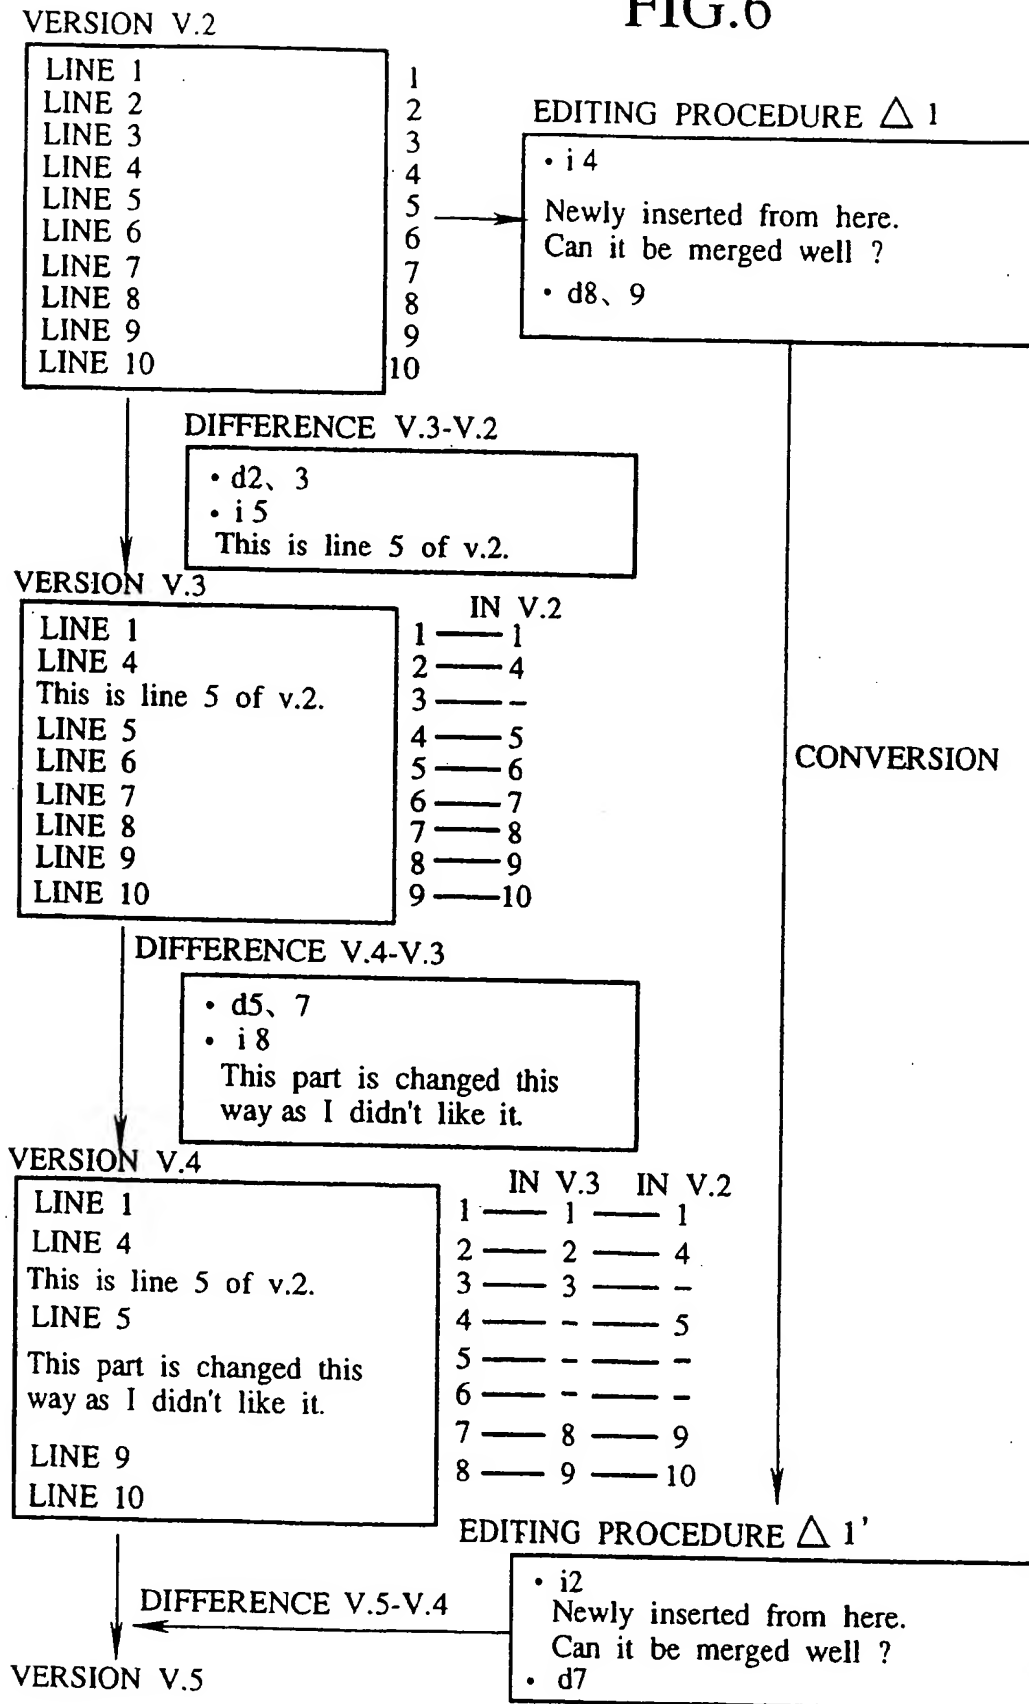 FIG.6
VERSION V.2
LINE 1
LINE 2
LINE 3
LINE 4
LINE 5
LINE 6
LINE 7
LINE 8
LINE 9
LINE 10
1
2
3
4
5
6
7
8
9
10
EDITING PROCEDURE △ 1
• i 4
Newly inserted from here.
Can it be merged well ?
• d8、 9
DIFFERENCE V.3-V.2
• d2、 3
• i 5
This is line 5 of v.2.
VERSION V.3
LINE 1
LINE 4
This is line 5 of v.2.
LINE 5
LINE 6
LINE 7
LINE 8
LINE 9
LINE 10
IN V.2
1 — 1
2 — 4
3 — -
4 — 5
5 — 6
6 — 7
7 — 8
8 — 9
9 — 10
CONVERSION
DIFFERENCE V.4-V.3
• d5、 7
• i 8
This part is changed this
way as I didn't like it.
VERSION V.4
LINE 1
LINE 4
This is line 5 of v.2.
LINE 5
This part is changed this
way as I didn't like it.
LINE 9
LINE 10
IN V.3 IN V.2
1 — 1 — 1
2 — 2 — 4
3 — 3 — -
4 — - — 5
5 — - — -
6 — - — -
7 — 8 — 9
8 — 9 — 10
EDITING PROCEDURE △ 1'
• i2
Newly inserted from here.
Can it be merged well ?
• d7
DIFFERENCE V.5-V.4
VERSION V.5